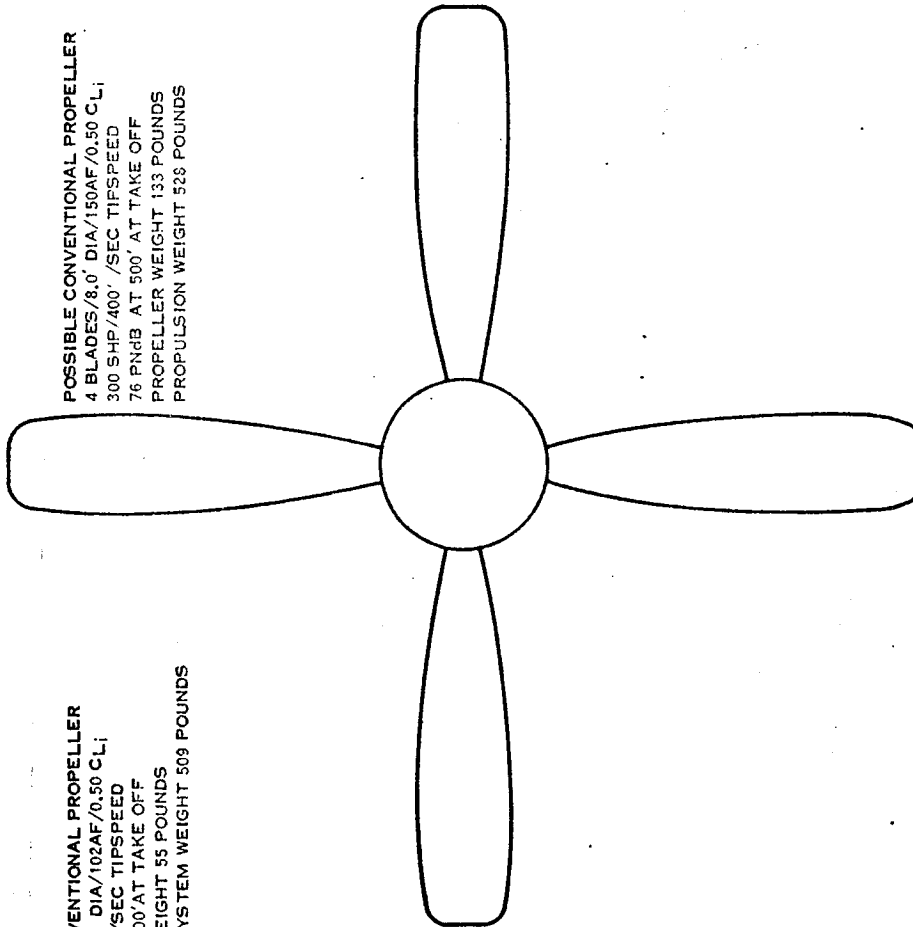 POSSIBLE CONVENTIONAL PROPELLER
4 BLADES/8.0' DIA/150AF/0.50 CLi
300 SHP/400' /SEC TIPSPEED
76 PNdB AT 500' AT TAKE OFF
PROPELLER WEIGHT 133 POUNDS
PROPULSION WEIGHT 528 POUNDS
VENTIONAL PROPELLER
DIA/102AF/0.50 CLi
/SEC TIPSPEED
00' AT TAKE OFF
EIGHT 55 POUNDS
YSTEM WEIGHT 509 POUNDS